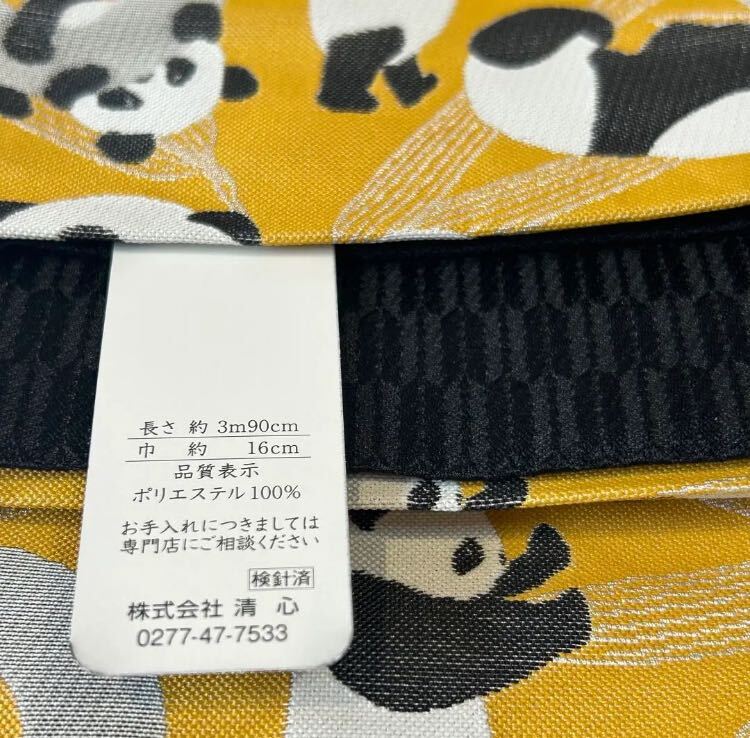 長さ 約 3m90cm
巾 約 16cm
品質表示
ポリエステル100%
お手入れにつきましては
専門店にご相談ください
検針済
株式会社 清 心
0277-47-7533